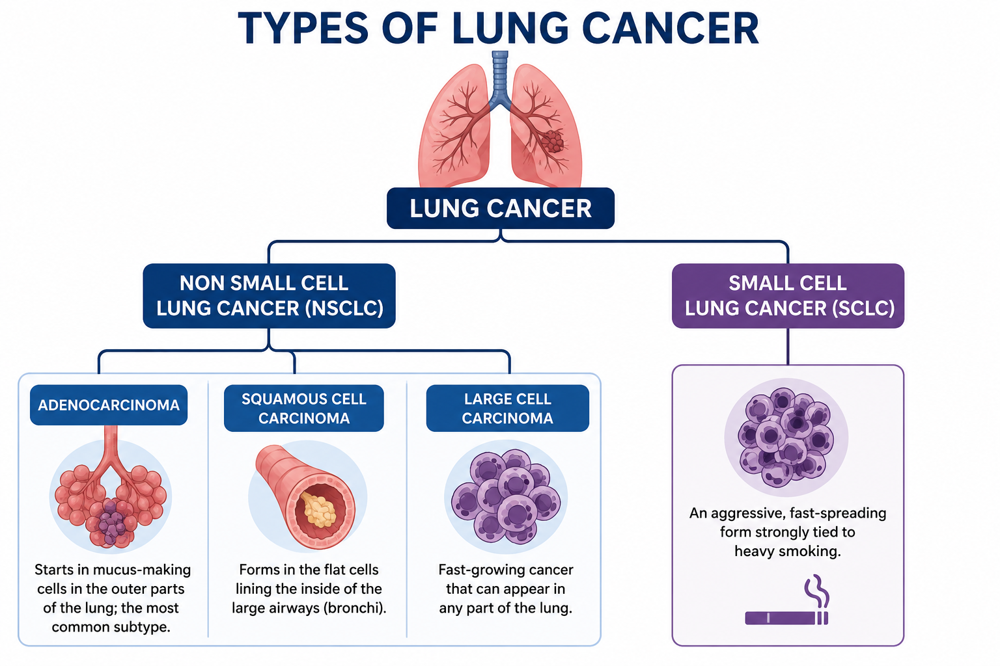 TYPES OF LUNG CANCER
LUNG CANCER
NON SMALL CELL
LUNG CANCER (NSCLC)
SMALL CELL
LUNG CANCER (SCLC)
ADENOCARCINOMA
Starts in mucus-making
cells in the outer parts
of the lung; the most
common subtype.
SQUAMOUS CELL
CARCINOMA
Forms in the flat cells
lining the inside of the
large airways (bronchi).
LARGE CELL
CARCINOMA
Fast-growing cancer
that can appear in
any part of the lung.
An aggressive, fast-spreading
form strongly tied to
heavy smoking.